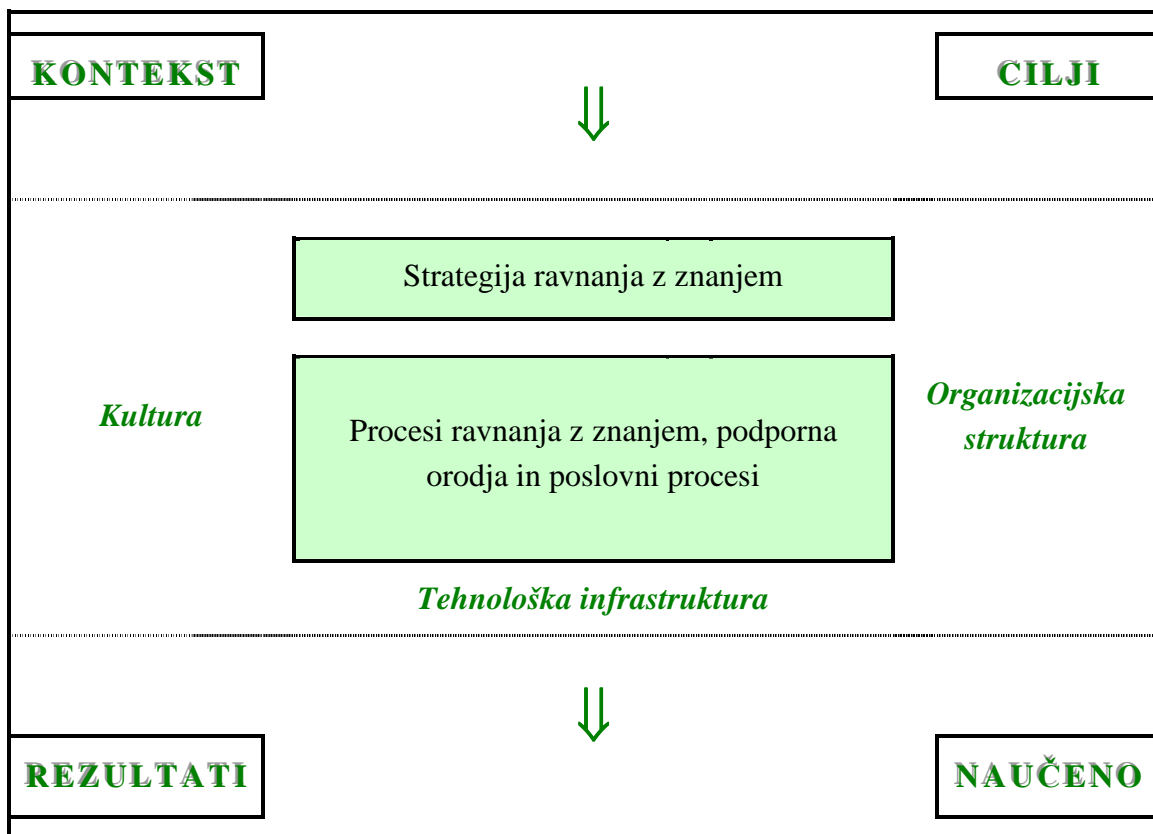 KONTEKST
CILJI
⇓
Strategija ravnanja z znanjem
Kultura
Procesi ravnanja z znanjem, podporna
orodja in poslovni procesi
Organizacijska
struktura
Tehnološka infrastruktura
⇓
REZULTATI
NAUČENO